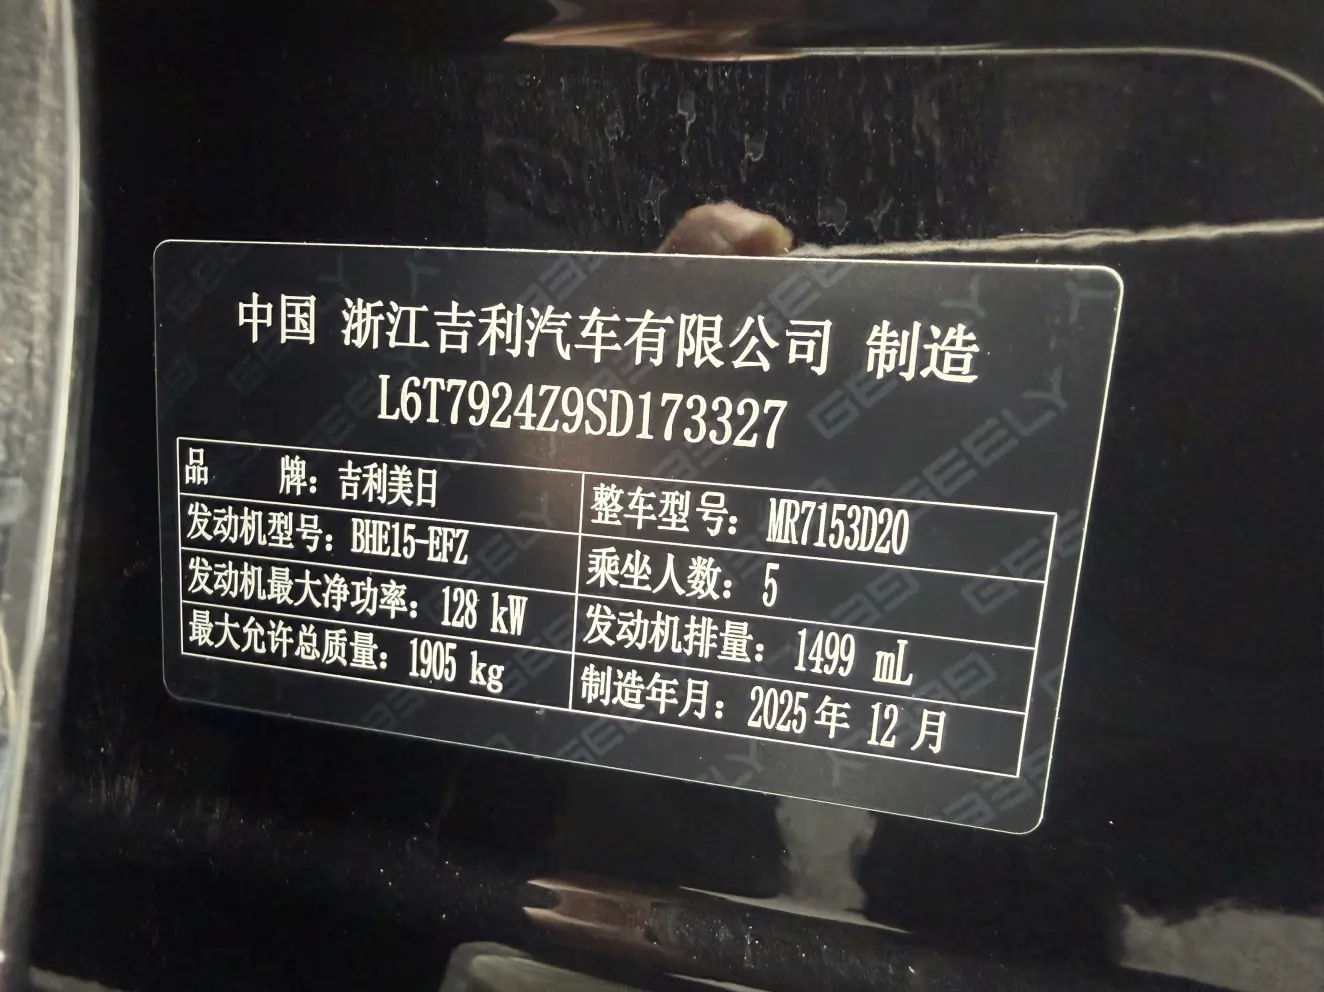 中国 浙江吉利汽车有限公司 制造
L6T7924Z9SD173327
品 牌：吉利美日 整车型号：MR7153D20
发动机型号：BHE15-EFZ 乘坐人数：5
发动机最大净功率：128 kW 发动机排量：1499 mL
最大允许总质量：1905 kg 制造年月：2025年 12 月
GEELY